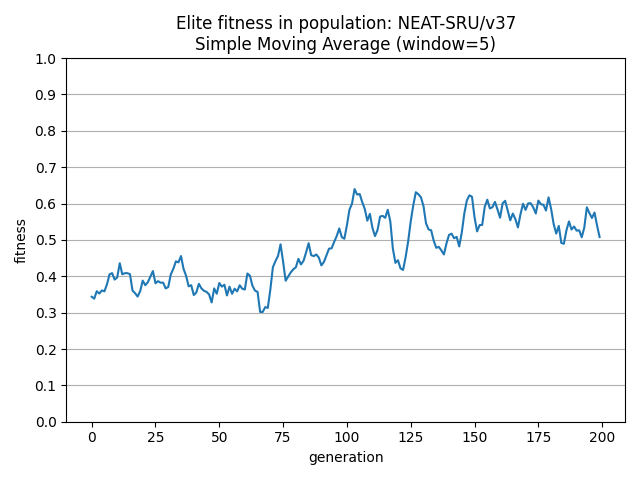 Elite fitness in population: NEAT-SRU/v37
Simple Moving Average (window=5)
1.0
0.9
0.8
0.7
0.6
0.5
0.4
0.3
0.2
0.1
0.0
fitness
0 25 50 75 100 125 150 175 200
generation